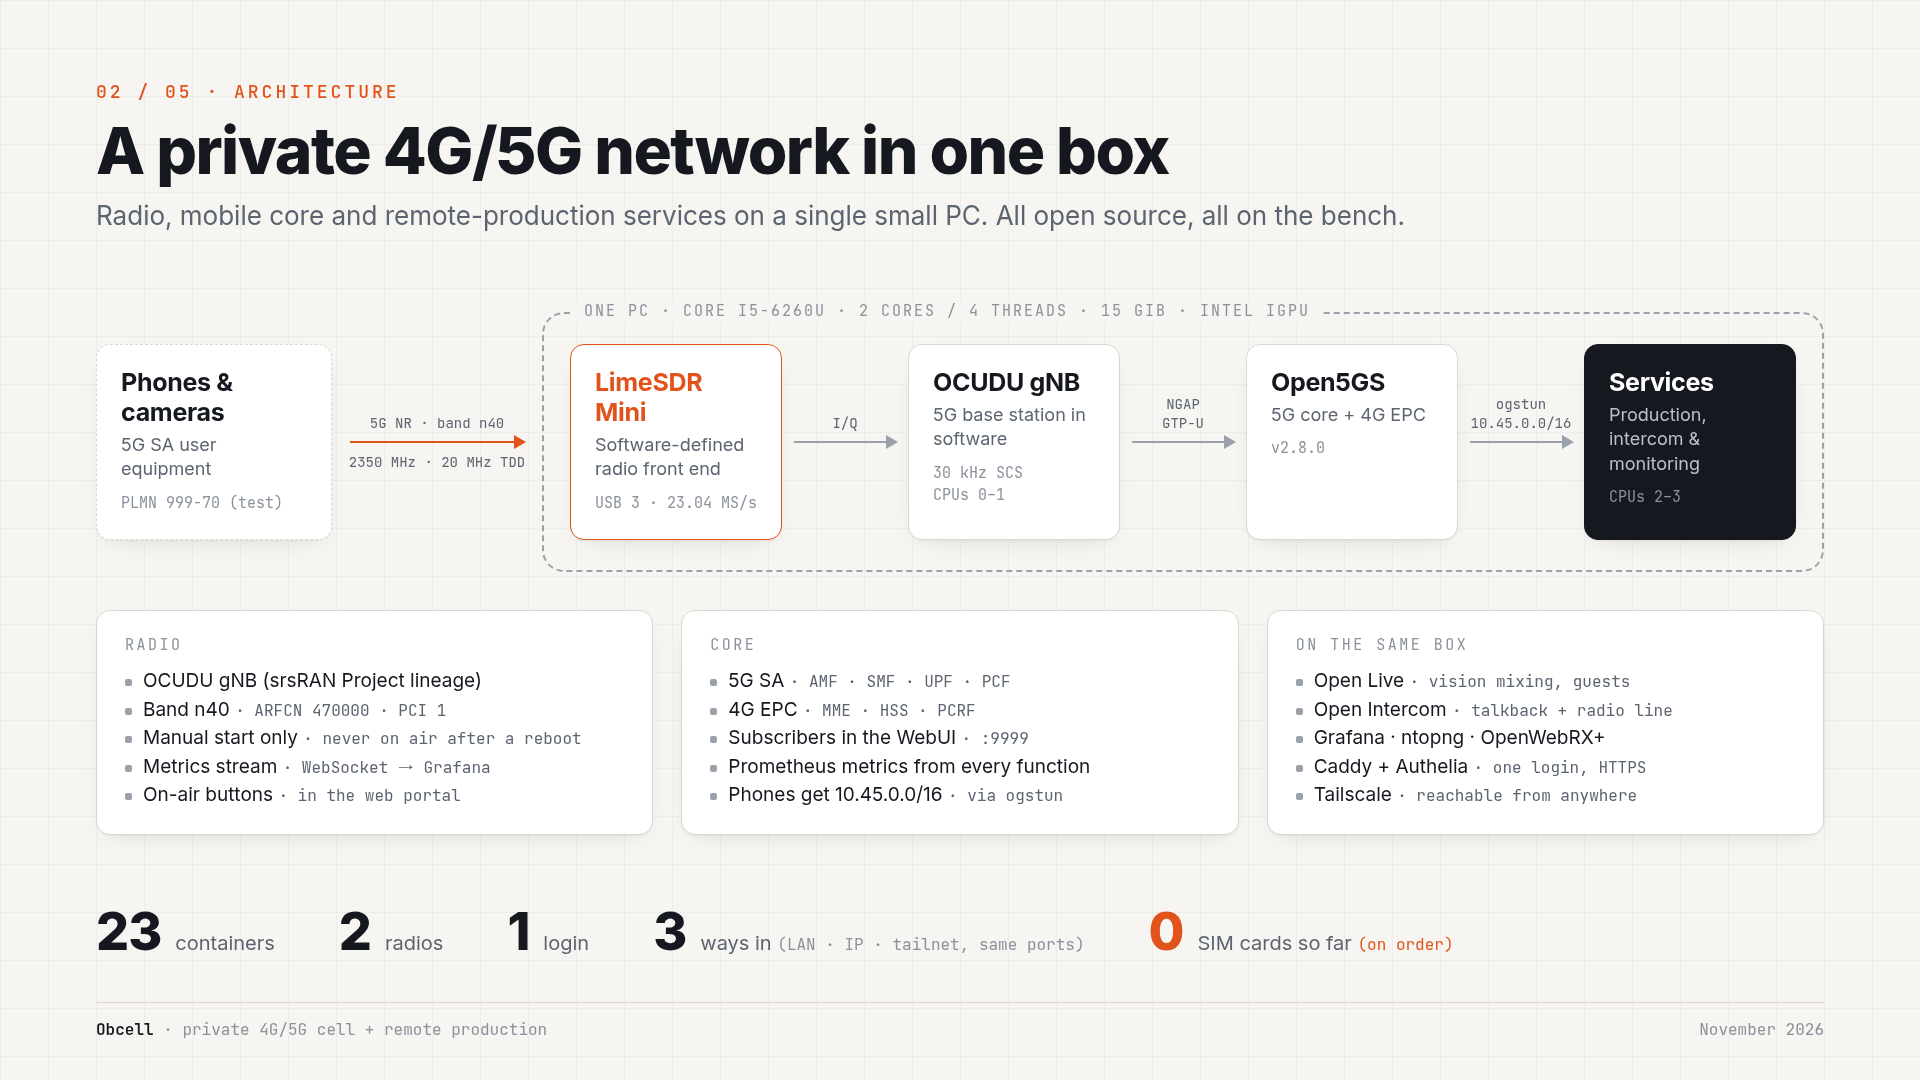 02 / 05 · ARCHITECTURE
A private 4G/5G network in one box
Radio, mobile core and remote-production services on a single small PC. All open source, all on the bench.
ONE PC · CORE I5-6260U · 2 CORES / 4 THREADS · 15 GIB · INTEL IGPU
Phones &
cameras
5G SA user
equipment
PLMN 999-70 (test)
5G NR · band n40
2350 MHz · 20 MHz TDD
LimeSDR
Mini
Software-defined
radio front end
USB 3 · 23.04 MS/s
I/Q
OCUDU gNB
5G base station in
software
30 kHz SCS
CPUs 0–1
NGAP
GTP-U
Open5GS
5G core + 4G EPC
v2.8.0
ogstun
10.45.0.0/16
Services
Production,
intercom &
monitoring
CPUs 2–3
RADIO
OCUDU gNB (srsRAN Project lineage)
Band n40 · ARFCN 470000 · PCI 1
Manual start only · never on air after a reboot
Metrics stream · WebSocket → Grafana
On-air buttons · in the web portal
CORE
5G SA · AMF · SMF · UPF · PCF
4G EPC · MME · HSS · PCRF
Subscribers in the WebUI · :9999
Prometheus metrics from every function
Phones get 10.45.0.0/16 · via ogstun
ON THE SAME BOX
Open Live · vision mixing, guests
Open Intercom · talkback + radio line
Grafana · ntopng · OpenWebRX+
Caddy + Authelia · one login, HTTPS
Tailscale · reachable from anywhere
23 containers
2 radios
1 login
3 ways in (LAN · IP · tailnet, same ports)
0 SIM cards so far (on order)
Obcell · private 4G/5G cell + remote production
November 2026